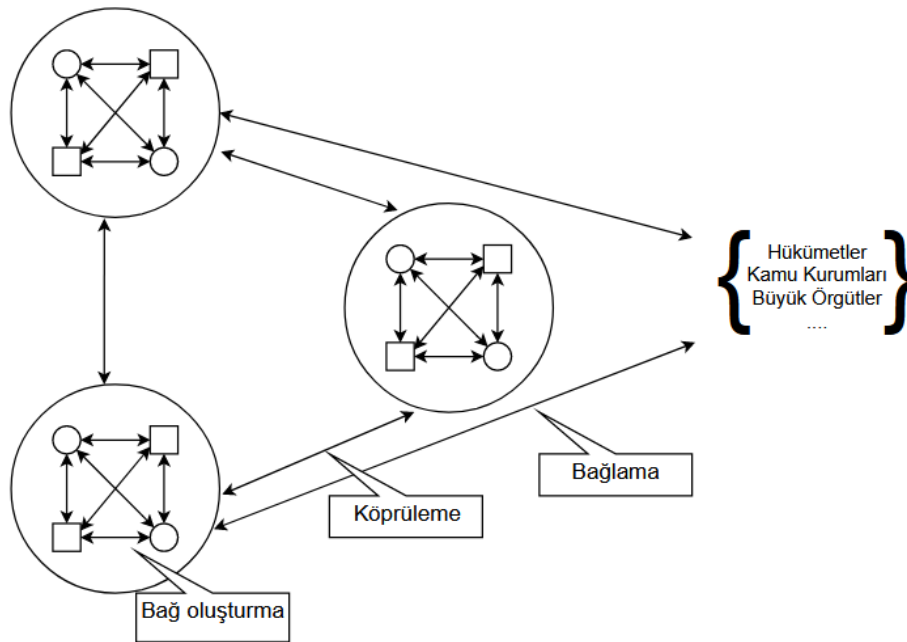 Hükümetler
Kamu Kurumları
Büyük Örgütler
....
Bağlama
Köprüleme
Bağ oluşturma